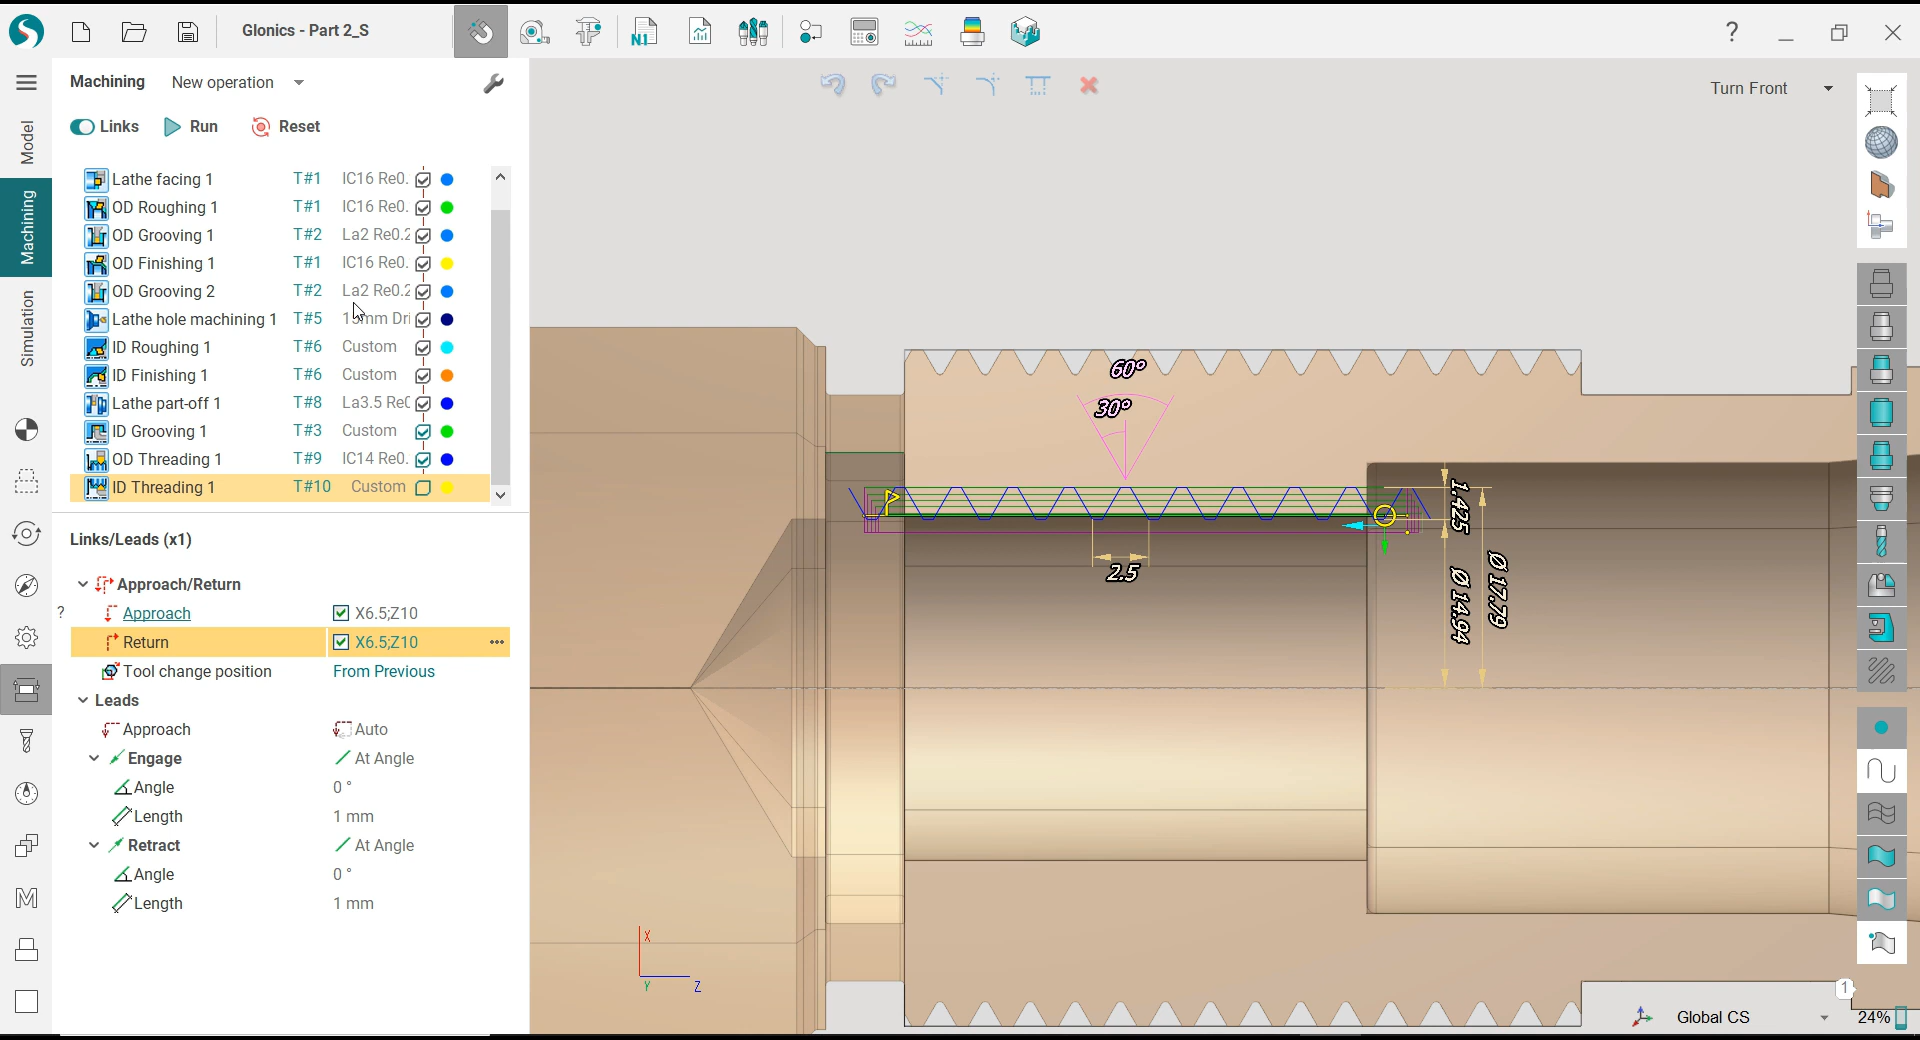 Glonics - Part 2_S
N1
?
Machining New operation
Turn Front
Links Run Reset
Model
Machining
Simulation
Lathe facing 1 T#1 IC16 Re0.
OD Roughing 1 T#1 IC16 Re0.
OD Grooving 1 T#2 La2 Re0.2
OD Finishing 1 T#1 IC16 Re0.
OD Grooving 2 T#2 La2 Re0.2
Lathe hole machining 1 T#5 15mm Dri
ID Roughing 1 T#6 Custom
ID Finishing 1 T#6 Custom
Lathe part-off 1 T#8 La3.5 Re0
ID Grooving 1 T#3 Custom
OD Threading 1 T#9 IC14 Re0.
ID Threading 1 T#10 Custom
Links/Leads (x1)
Approach/Return
? Approach X6.5;Z10
Return X6.5;Z10
Tool change position From Previous
Leads
Approach Auto
Engage At Angle
Angle 0 °
Length 1 mm
Retract At Angle
Angle 0 °
Length 1 mm
M
60°
30°
2.5
1.425
Ø 14.94
Ø 17.79
X
Y
Z
1
Global CS
24%